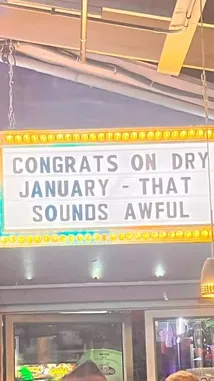 CONGRATS ON DRY
JANUARY - THAT
SOUNDS AWFUL